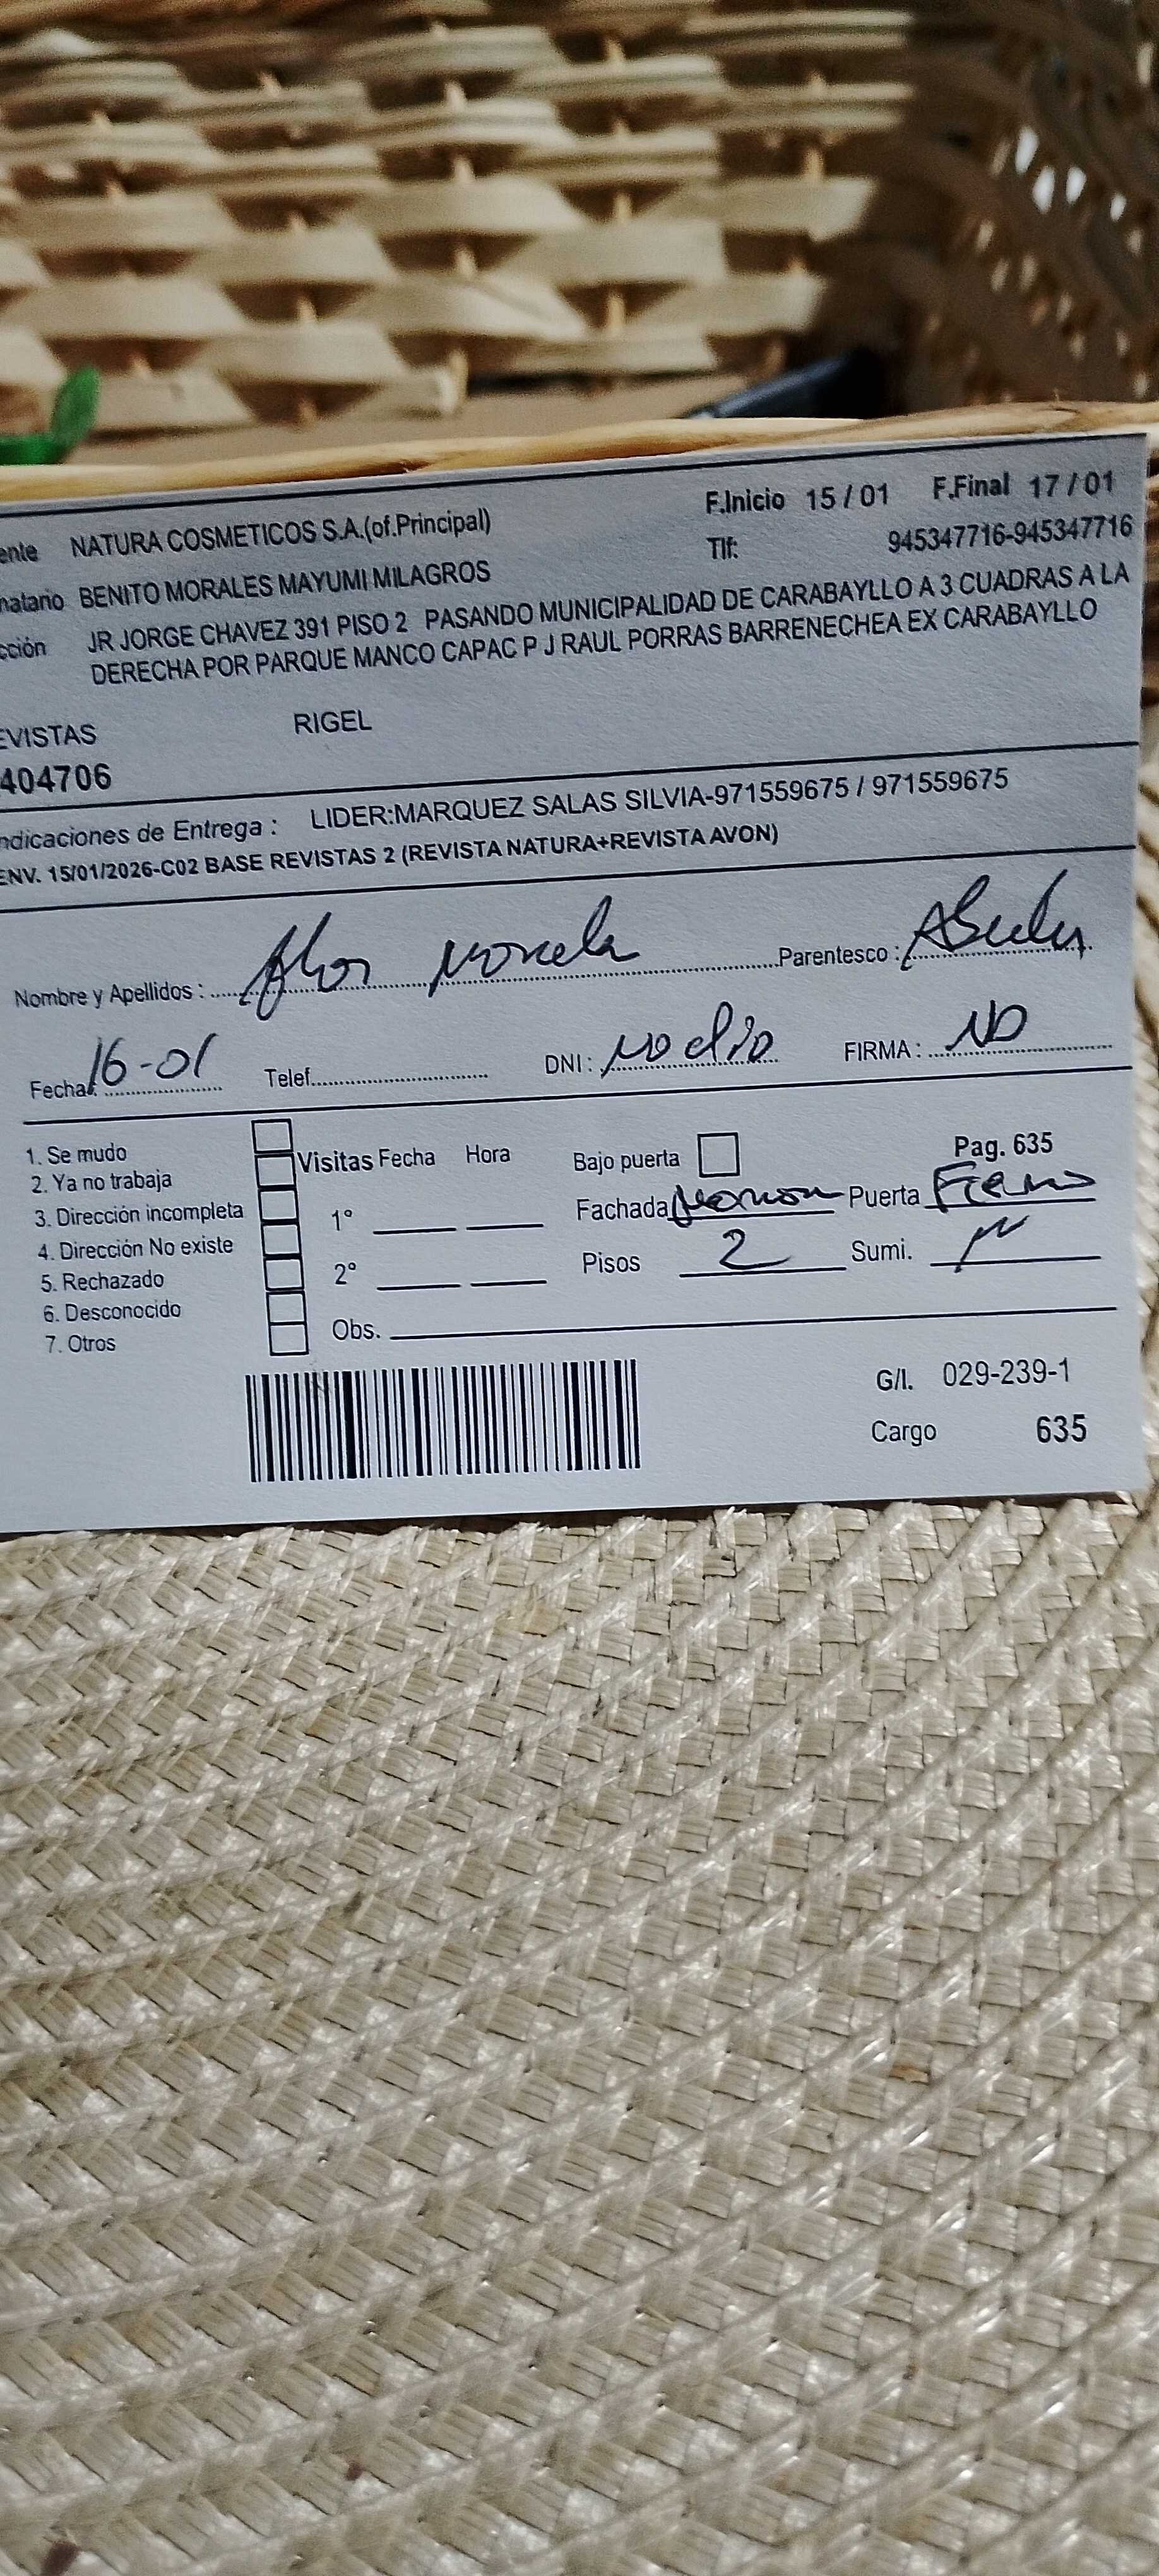 ente NATURA COSMETICOS S.A.(of.Principal) F.Inicio 15 / 01 F.Final 17 / 01
Tlf: 945347716-945347716
natario BENITO MORALES MAYUMI MILAGROS
cción JR JORGE CHAVEZ 391 PISO 2 PASANDO MUNICIPALIDAD DE CARABAYLLO A 3 CUADRAS A LA
DERECHA POR PARQUE MANCO CAPAC P J RAUL PORRAS BARRENECHEA EX CARABAYLLO
EVISTAS RIGEL
404706
ndicaciones de Entrega : LIDER:MARQUEZ SALAS SILVIA-971559675 / 971559675
ENV. 15/01/2026-C02 BASE REVISTAS 2 (REVISTA NATURA+REVISTA AVON)
Nombre y Apellidos : Parentesco :
Fecha: 16-01 Telef. DNI : no dio FIRMA : NO
1. Se mudo
2. Ya no trabaja
3. Dirección incompleta
4. Dirección No existe
5. Rechazado
6. Desconocido
7. Otros
Visitas Fecha Hora
1°
2°
Obs.
Bajo puerta Pag. 635
Fachada Puerta Fierro
Pisos 2 Sumi.
G/I. 029-239-1
Cargo 635